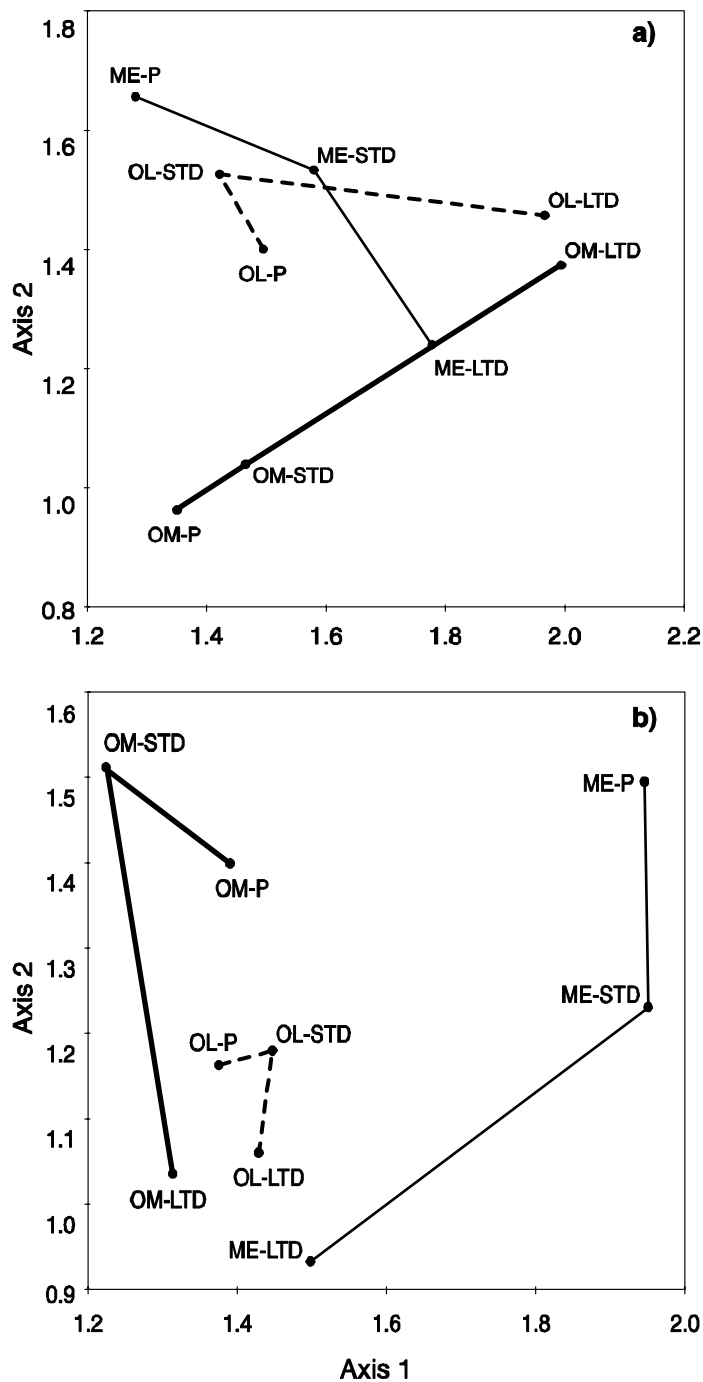 a)
1.8
ME-P
1.6
ME-STD
OL-STD
OL-LTD
OM-LTD
1.4
OL-P
Axis 2
1.2
ME-LTD
OM-STD
1.0
OM-P
0.8
1.2 1.4 1.6 1.8 2.0 2.2
b)
1.6
OM-STD
ME-P
1.5
1.4
OM-P
1.3
Axis 2
ME-STD
1.2
OL-P
OL-STD
1.1
OL-LTD
OM-LTD
1.0
ME-LTD
0.9
1.2 1.4 1.6 1.8 2.0
Axis 1